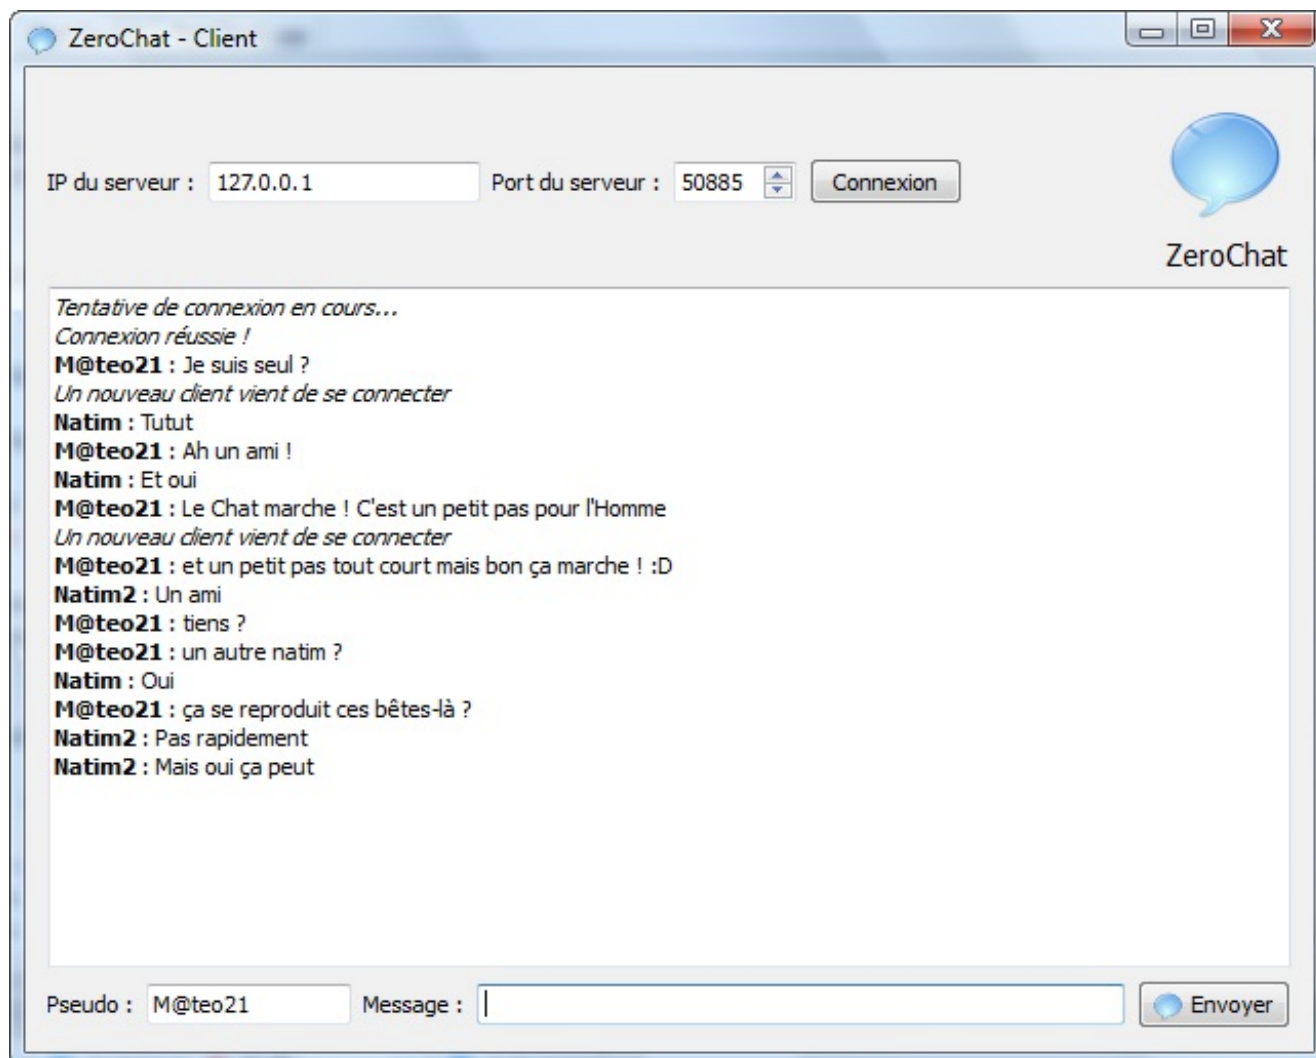 ZeroChat - Client
IP du serveur : 127.0.0.1 Port du serveur : 50885 Connexion
ZeroChat
Tentative de connexion en cours...
Connexion réussie !
M@teo21 : Je suis seul ?
Un nouveau client vient de se connecter
Natim : Tutut
M@teo21 : Ah un ami !
Natim : Et oui
M@teo21 : Le Chat marche ! C'est un petit pas pour l'Homme
Un nouveau client vient de se connecter
M@teo21 : et un petit pas tout court mais bon ça marche ! :D
Natim2 : Un ami
M@teo21 : tiens ?
M@teo21 : un autre natim ?
Natim : Oui
M@teo21 : ça se reproduit ces bêtes-là ?
Natim2 : Pas rapidement
Natim2 : Mais oui ça peut
Pseudo : M@teo21 Message : Envoyer